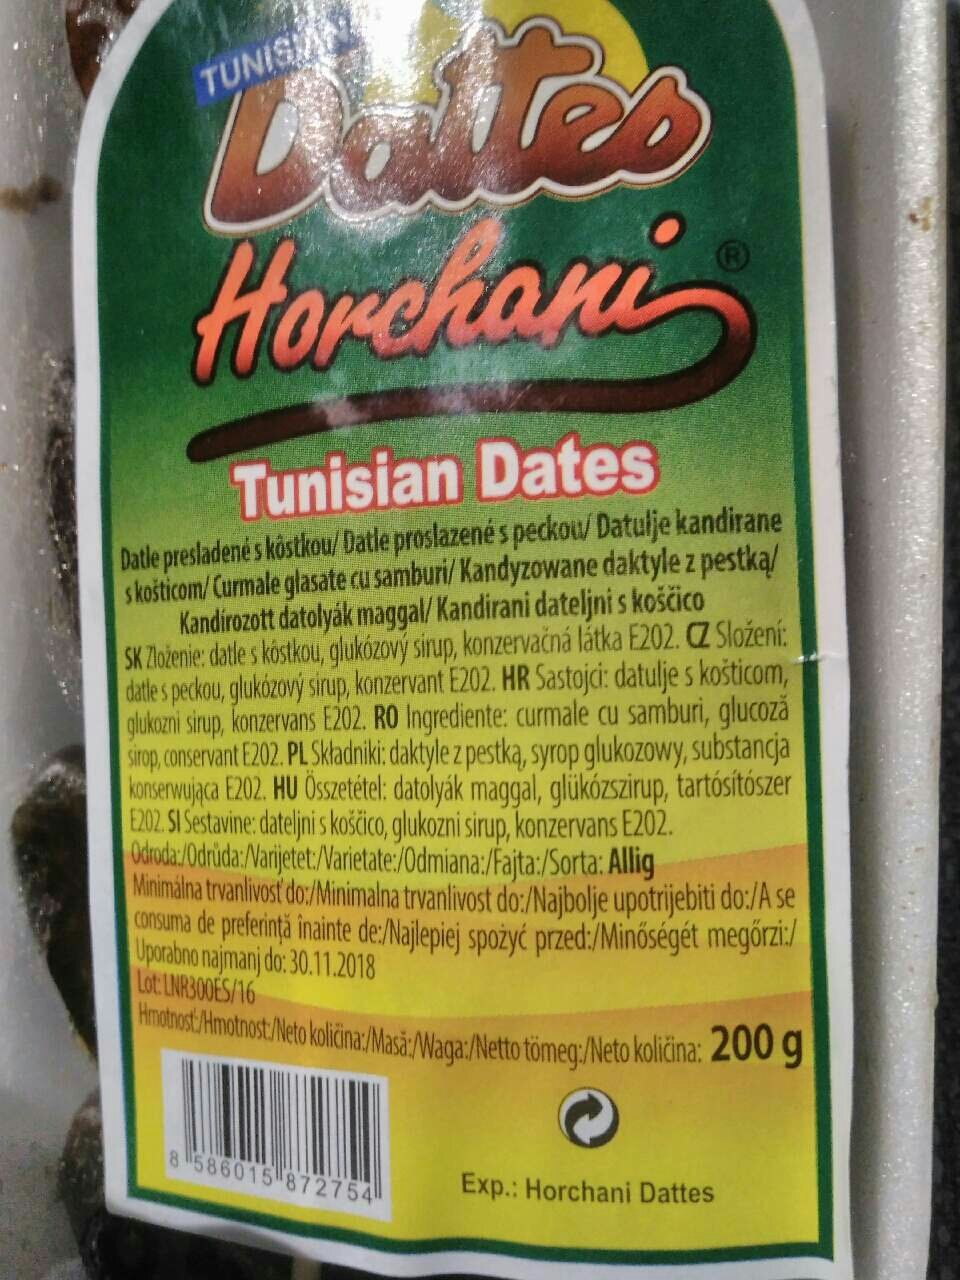 TUNISIAN
Dattes
Horchani ®
Tunisian Dates
Datle presladené s kôstkou/ Datle proslazené s peckou/ Datulje kandirane
s košticom/ Curmale glasate cu samburi/ Kandyzowane daktyle z pestką/
Kandírozott datolyák maggal/ Kandirani dateljni s koščico
SK Zloženie: datle s kôstkou, glukózový sirup, konzervačná látka E202. CZ Složení:
datle s peckou, glukózový sirup, konzervant E202. HR Sastojci: datulje s košticom,
glukozni sirup, konzervans E202. RO Ingrediente: curmale cu samburi, glucoză
sirop, conservant E202. PL Składniki: daktyle z pestką, syrop glukozowy, substancja
konserwująca E202. HU Összetétel: datolyák maggal, glükózszirup, tartósítószer
E202. SI Sestavine: dateljni s koščico, glukozni sirup, konzervans E202.
Odroda:/Odrůda:/Varijetet:/Varietate:/Odmiana:/Fajta:/Sorta: Allig
Minimálna trvanlivosť do:/Minimalna trvanlivost do:/Najbolje upotrijebiti do:/A se
consuma de preferință înainte de:/Najlepiej spożyć przed:/Minőségét megőrzi:/
Uporabno najmanj do: 30.11.2018
Lot: LNR300ES/16
Hmotnosť:/Hmotnost:/Neto količina:/Masă:/Waga:/Netto tömeg:/Neto količina: 200 g
8 586015 872754
Exp.: Horchani Dattes